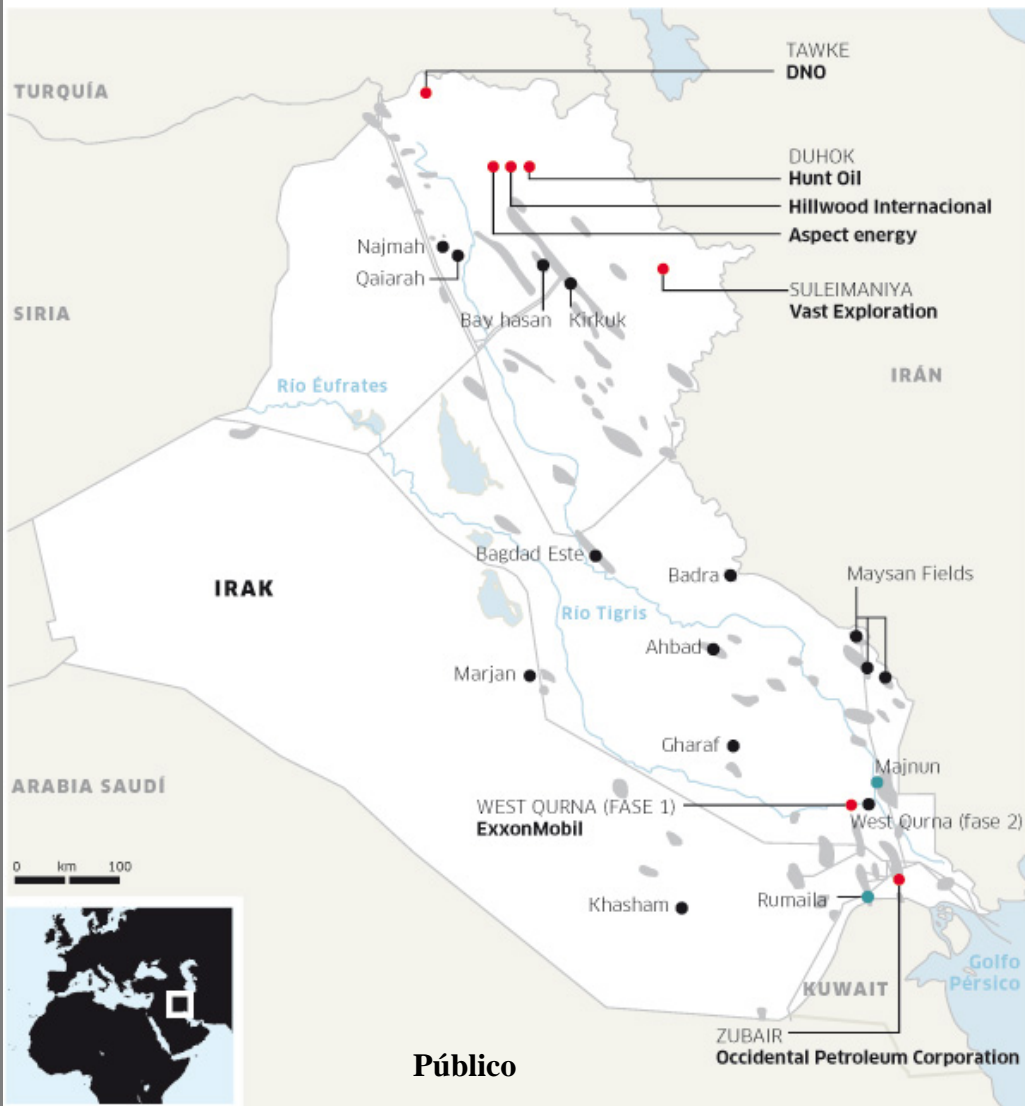 TAWKE
DNO
TURQUÍA
DUHOK
Hunt Oil
Hillwood Internacional
Aspect energy
Najmah
Qaiarah
SULEIMANIYA
Vast Exploration
SIRIA
Bay hasan
Kirkuk
IRÁN
Río Éufrates
Bagdad Este
Badra
Maysan Fields
IRAK
Río Tigris
Ahbad
Marjan
Gharaf
Majnun
ARABIA SAUDÍ
WEST QURNA (FASE 1)
ExxonMobil
West Qurna (fase 2)
0 km 100
Khasham
Rumaila
Golfo
Pérsico
KUWAIT
ZUBAIR
Occidental Petroleum Corporation
Público